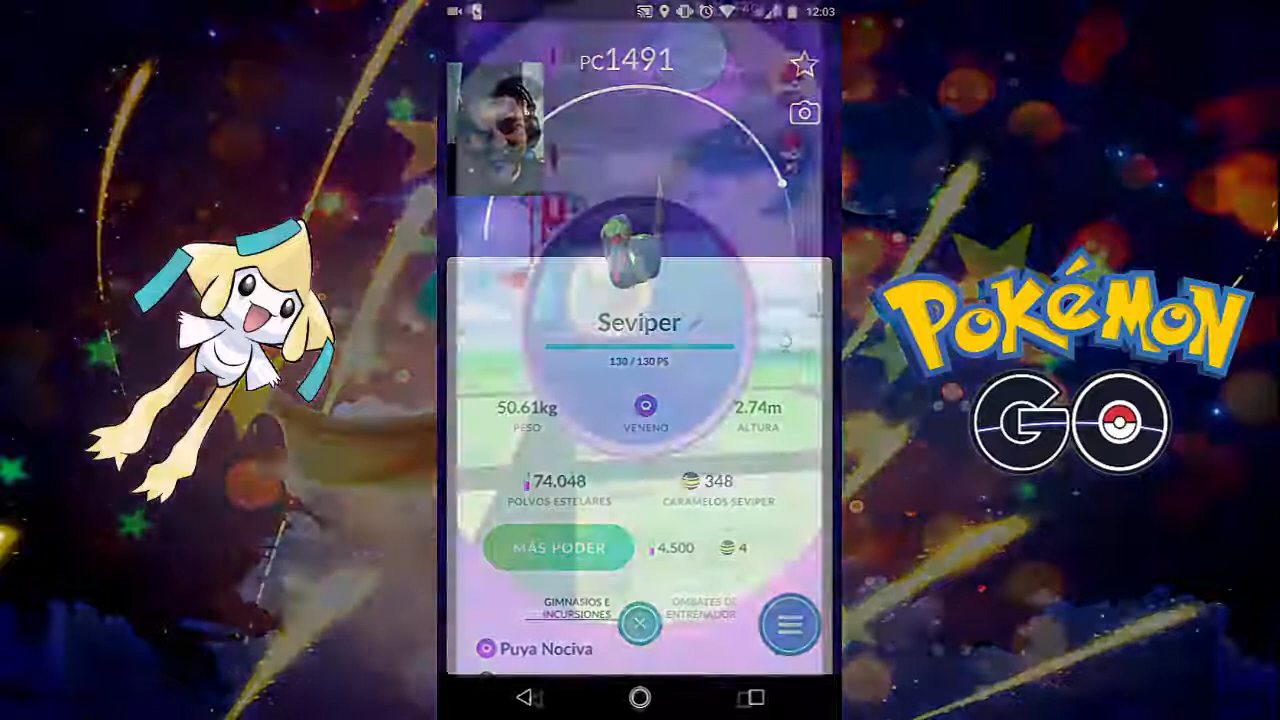 12:03
PC1491
Seviper
130 / 130 PS
50.61kg
2.74m
PESO
VENENO
ALTURA
74.048
348
POLVOS ESTELARES
CARAMELOS SEVIPER
MÁS PODER
4.500
4
GIMNASIOS E
INCURSIONES
OMBATES DE
ENTRENADOR
Puya Nociva
POKÉMON
GO